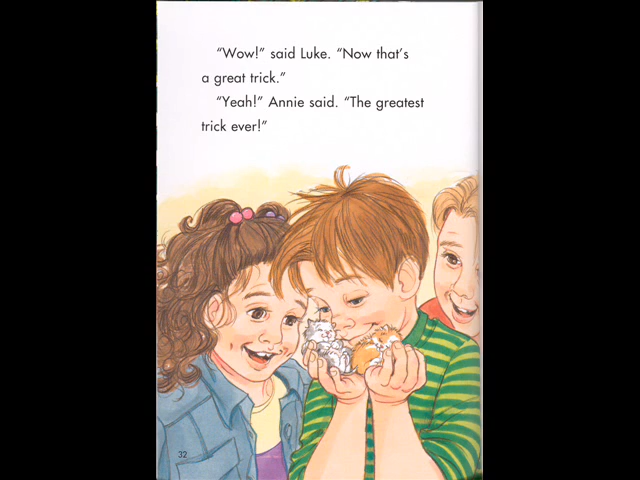 “Wow!” said Luke. “Now that’s
a great trick.”
“Yeah!” Annie said. “The greatest
trick ever!”
32